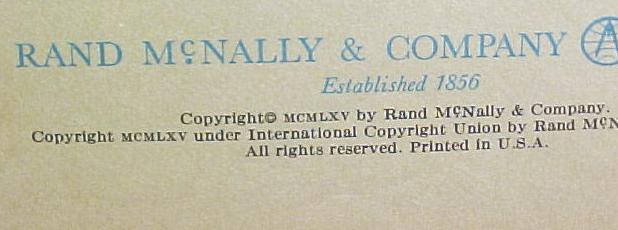 RAND McNALLY & COMPANY
Established 1856
Copyright© MCMLXV by Rand McNally & Company.
Copyright MCMLXV under International Copyright Union by Rand McN
All rights reserved. Printed in U.S.A.